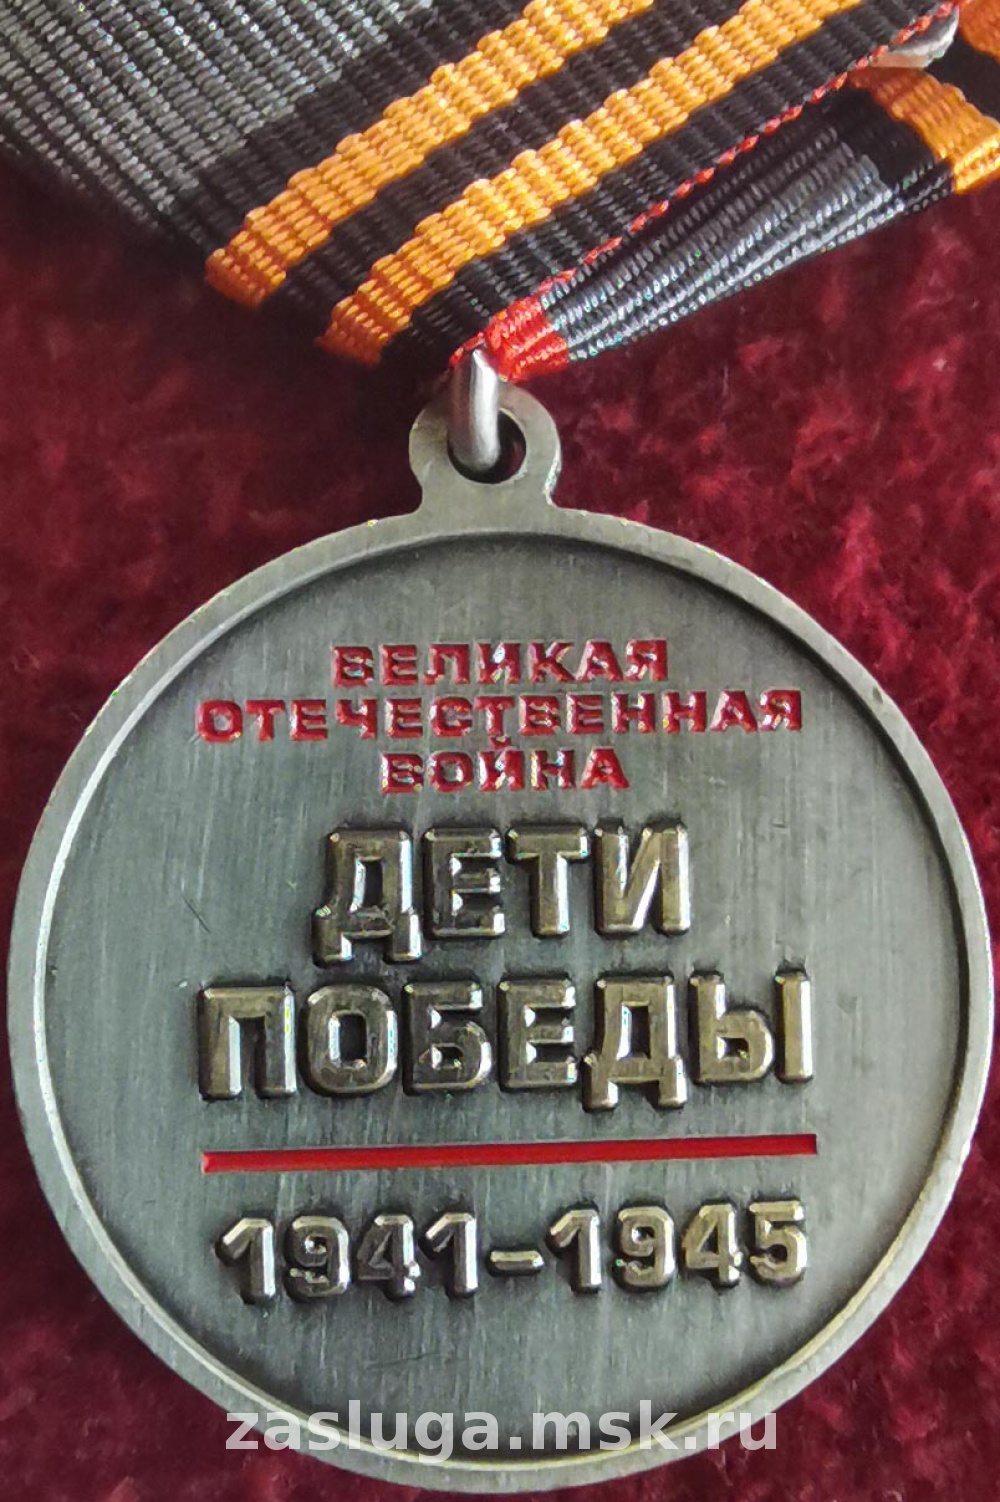 ВЕЛИКАЯ
ОТЕЧЕСТВЕННАЯ
ВОЙНА
ДЕТИ
ПОБЕДЫ
1941–1945
zasluga.msk.ru